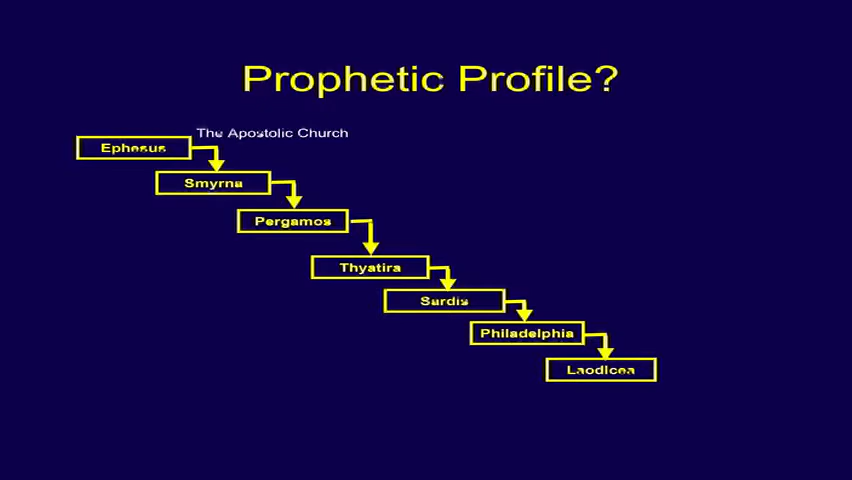 Prophetic Profile?
The Apostolic Church
Ephesus
Smyrna
Pergamos
Thyatira
Sardis
Philadelphia
Laodicea